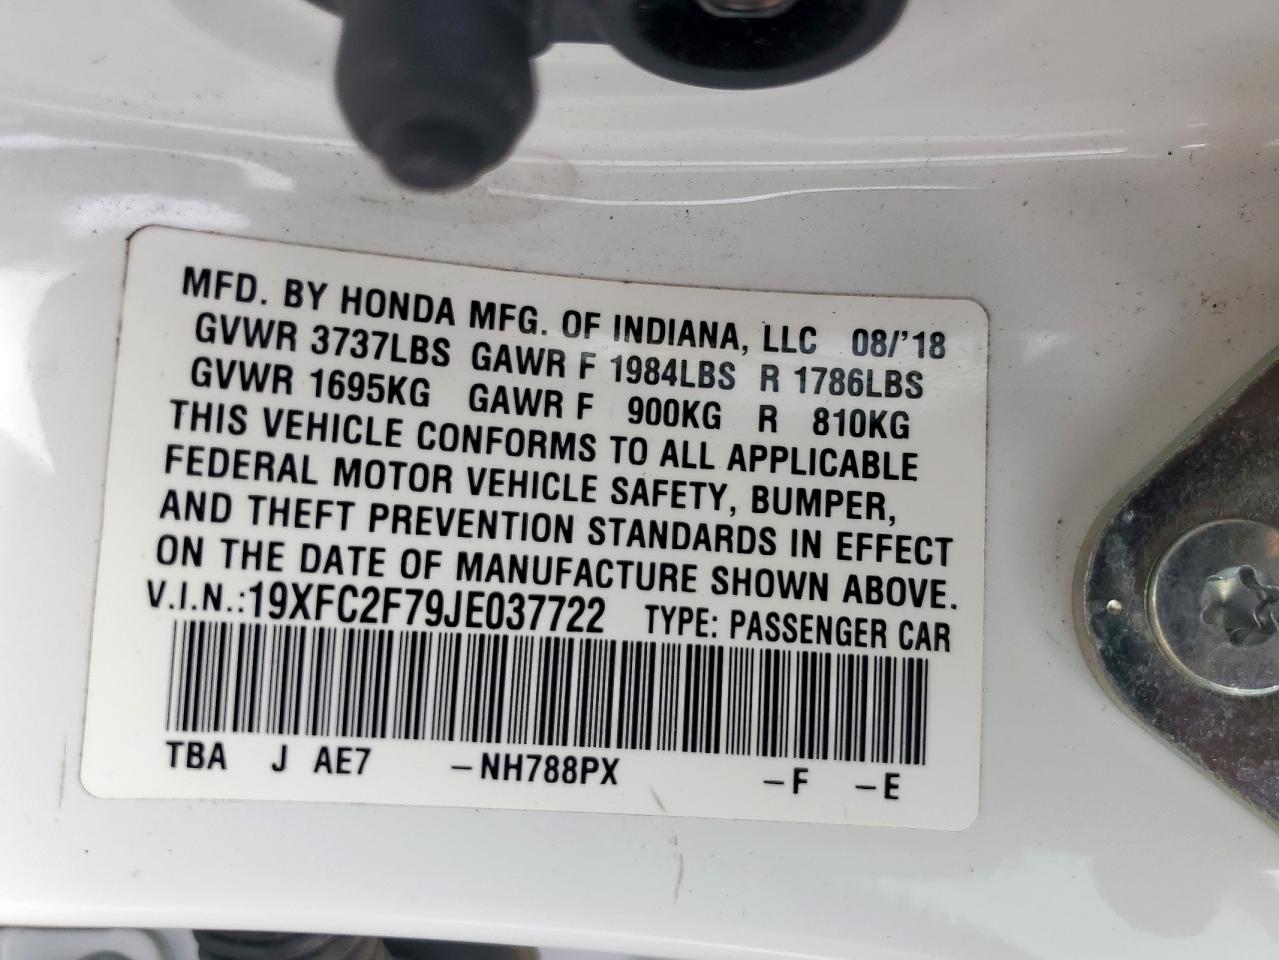 MFD. BY HONDA MFG. OF INDIANA, LLC 08/'18
GVWR 3737LBS GAWR F 1984LBS R 1786LBS
GVWR 1695KG GAWR F 900KG R 810KG
THIS VEHICLE CONFORMS TO ALL APPLICABLE
FEDERAL MOTOR VEHICLE SAFETY, BUMPER,
AND THEFT PREVENTION STANDARDS IN EFFECT
ON THE DATE OF MANUFACTURE SHOWN ABOVE.
V.I.N.:19XFC2F79JE037722 TYPE: PASSENGER CAR
TBA J AE7 –NH788PX –F –E